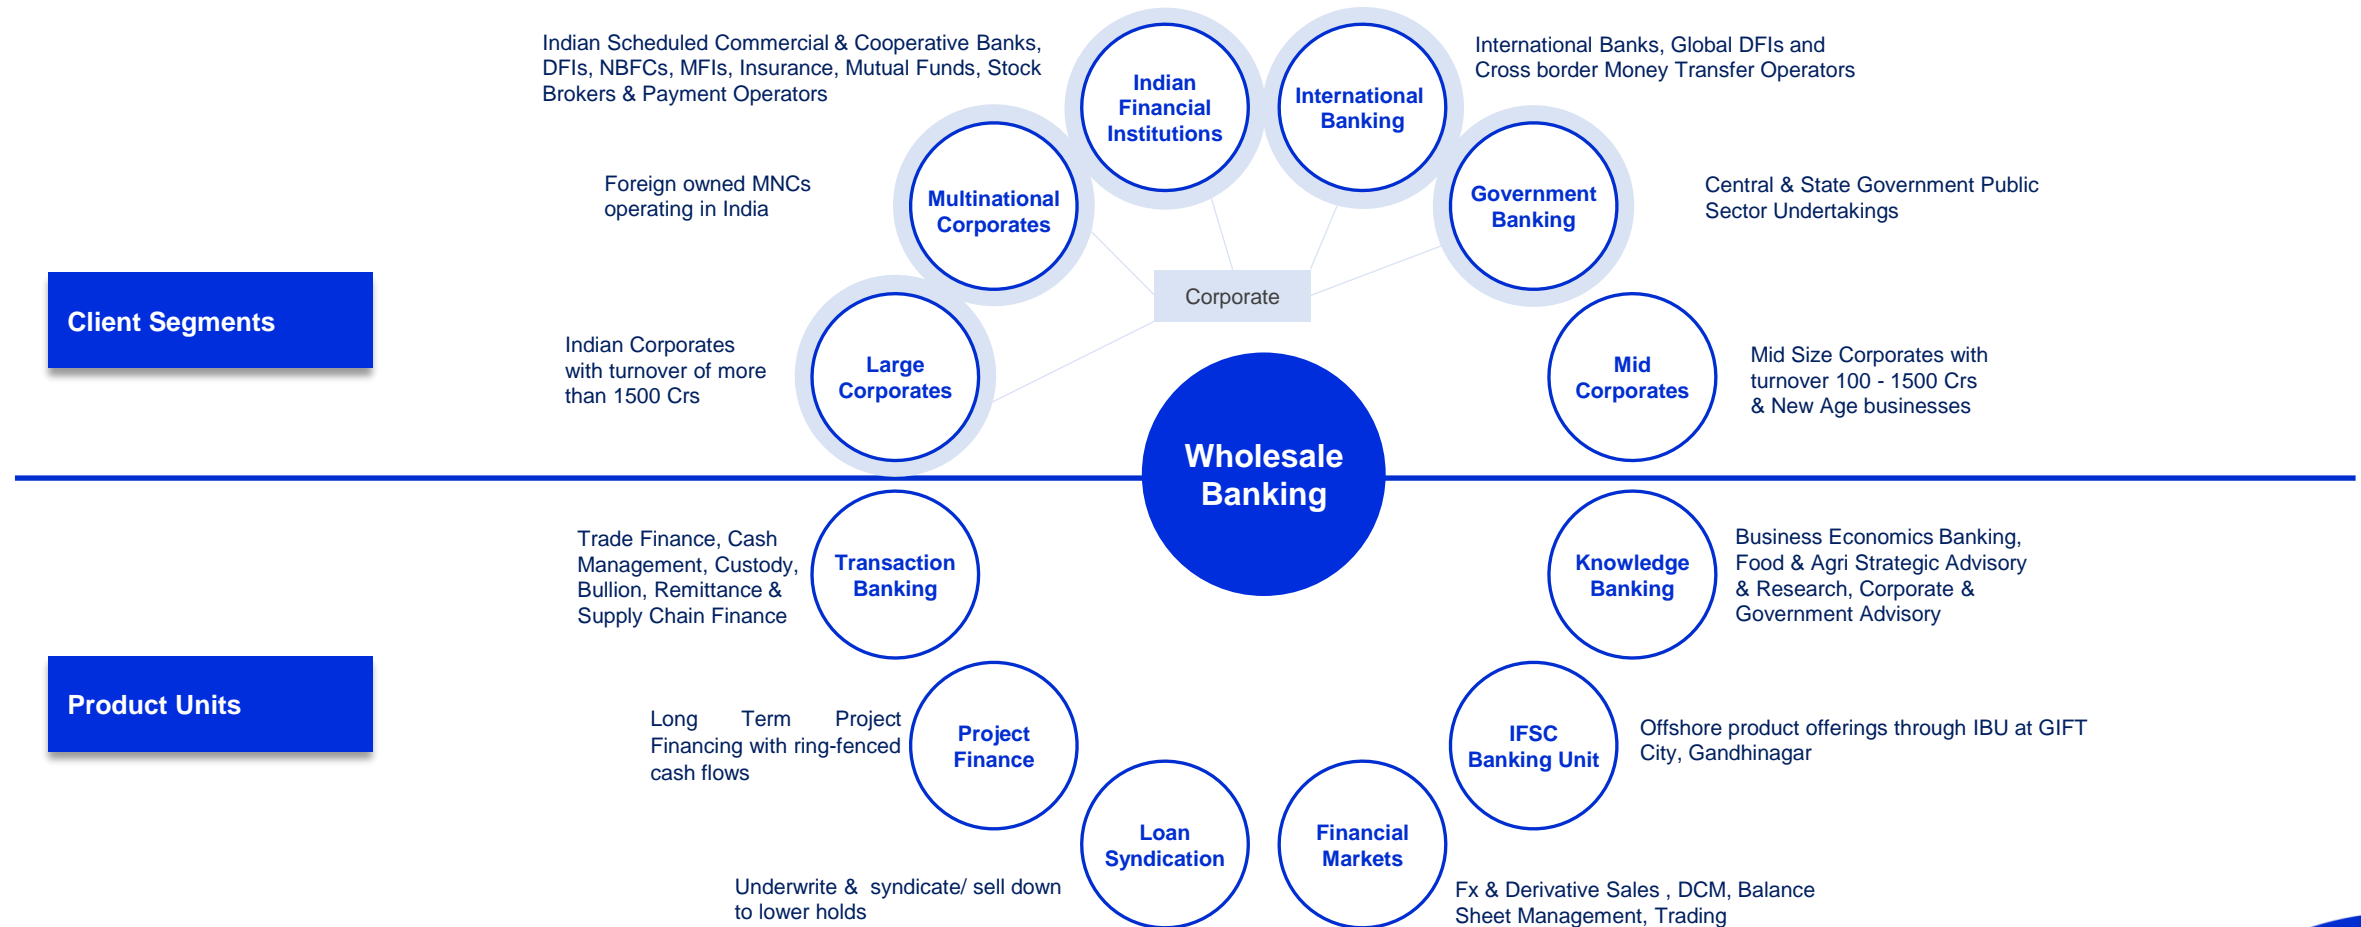 Indian Scheduled Commercial & Cooperative Banks,
DFIs, NBFCs, MFIs, Insurance, Mutual Funds, Stock
Brokers & Payment Operators
Indian
Financial
Institutions
International
Banking
International Banks, Global DFIs and
Cross border Money Transfer Operators
Foreign owned MNCs
operating in India
Multinational
Corporates
Government
Banking
Central & State Government Public
Sector Undertakings
Client Segments
Corporate
Indian Corporates
with turnover of more
than 1500 Crs
Large
Corporates
Mid
Corporates
Mid Size Corporates with
turnover 100 - 1500 Crs
& New Age businesses
Wholesale
Banking
Trade Finance, Cash
Management, Custody,
Bullion, Remittance &
Supply Chain Finance
Transaction
Banking
Knowledge
Banking
Business Economics Banking,
Food & Agri Strategic Advisory
& Research, Corporate &
Government Advisory
Product Units
Long Term Project
Financing with ring-fenced
cash flows
Project
Finance
IFSC
Banking Unit
Offshore product offerings through IBU at GIFT
City, Gandhinagar
Loan
Syndication
Financial
Markets
Underwrite & syndicate/ sell down
to lower holds
Fx & Derivative Sales , DCM, Balance
Sheet Management, Trading